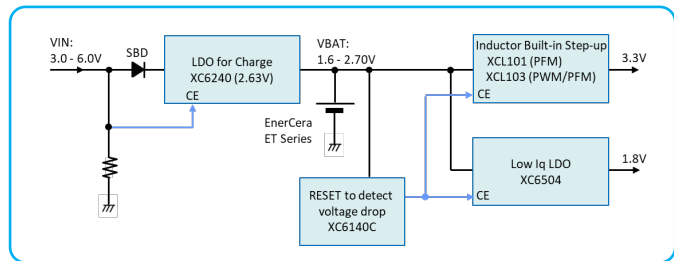 VIN:
3.0 - 6.0V
SBD
LDO for Charge
XC6240 (2.63V)
CE
VBAT:
1.6 - 2.70V
EnerCera
ET Series
Inductor Built-in Step-up
XCL101 (PFM)
XCL103 (PWM/PFM)
CE
3.3V
RESET to detect
voltage drop
XC6140C
Low Iq LDO
XC6504
CE
1.8V